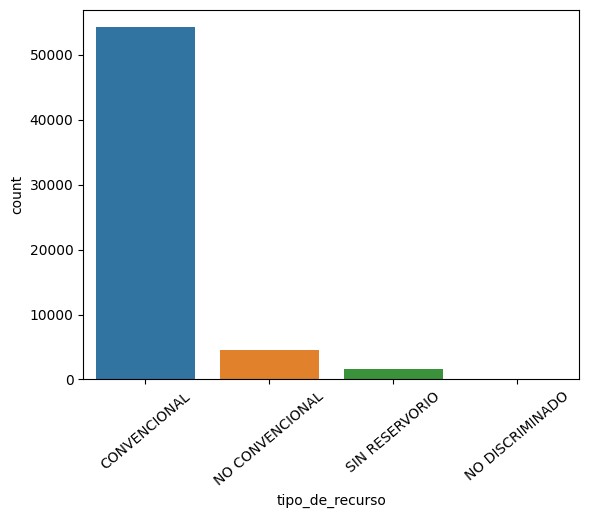 50000
40000
30000
20000
10000
0
count
CONVENCIONAL
NO CONVENCIONAL
SIN RESERVORIO
NO DISCRIMINADO
tipo_de_recurso